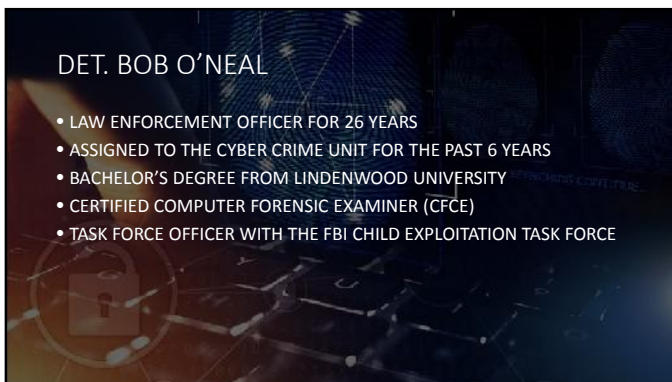 DET. BOB O’NEAL
• LAW ENFORCEMENT OFFICER FOR 26 YEARS
• ASSIGNED TO THE CYBER CRIME UNIT FOR THE PAST 6 YEARS
• BACHELOR’S DEGREE FROM LINDENWOOD UNIVERSITY
• CERTIFIED COMPUTER FORENSIC EXAMINER (CFCE)
• TASK FORCE OFFICER WITH THE FBI CHILD EXPLOITATION TASK FORCE